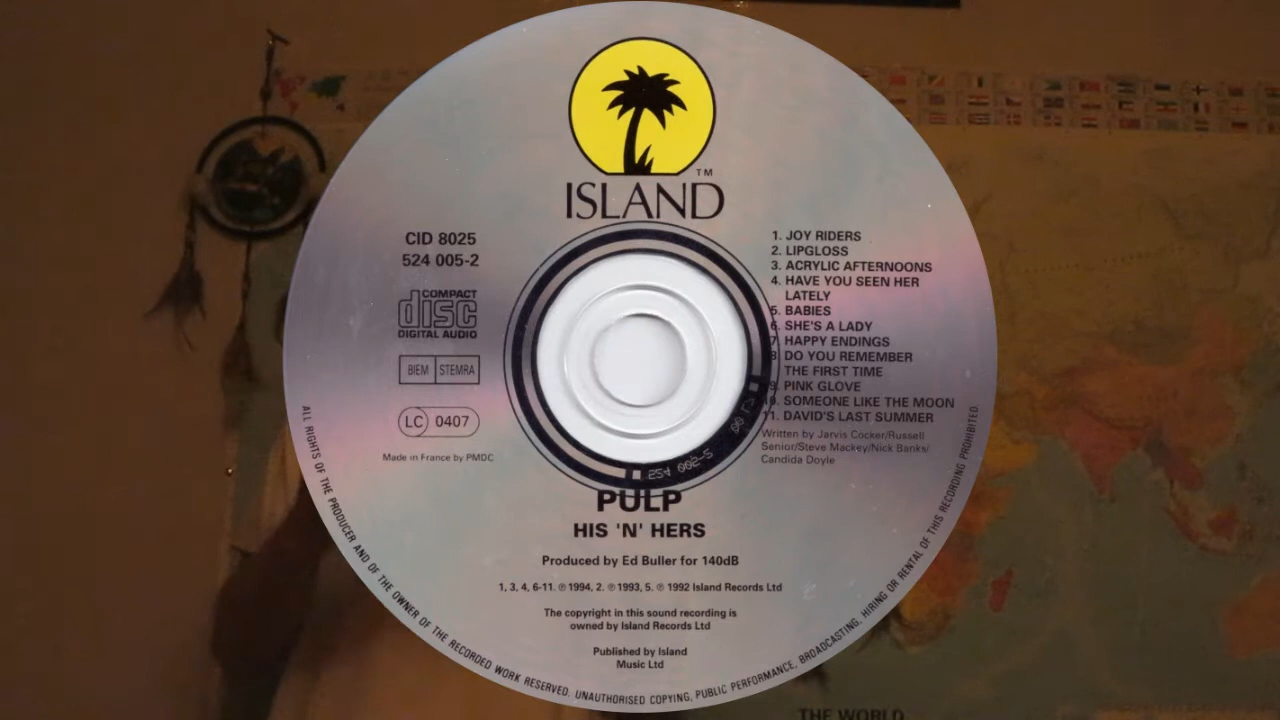 TM
ISLAND
CID 8025
524 005-2
COMPACT
disc
DIGITAL AUDIO
BIEM STEMRA
LC 0407
Made in France by PMDC
1. JOY RIDERS
2. LIPGLOSS
3. ACRYLIC AFTERNOONS
4. HAVE YOU SEEN HER
LATELY
5. BABIES
6. SHE'S A LADY
7. HAPPY ENDINGS
8. DO YOU REMEMBER
THE FIRST TIME
9. PINK GLOVE
10. SOMEONE LIKE THE MOON
11. DAVID'S LAST SUMMER
Written by Jarvis Cocker/Russell
Senior/Steve Mackey/Nick Banks/
Candida Doyle
PULP
HIS 'N' HERS
Produced by Ed Buller for 140dB
1, 3, 4, 6-11. ℗ 1994, 2. ℗ 1993, 5. ℗ 1992 Island Records Ltd
The copyright in this sound recording is
owned by Island Records Ltd
Published by Island
Music Ltd
ALL RIGHTS OF THE PRODUCER AND OF THE OWNER OF THE RECORDED WORK RESERVED. UNAUTHORISED COPYING, PUBLIC PERFORMANCE, BROADCASTING, HIRING OR RENTAL OF THIS RECORDING PROHIBITED.
THE WORLD